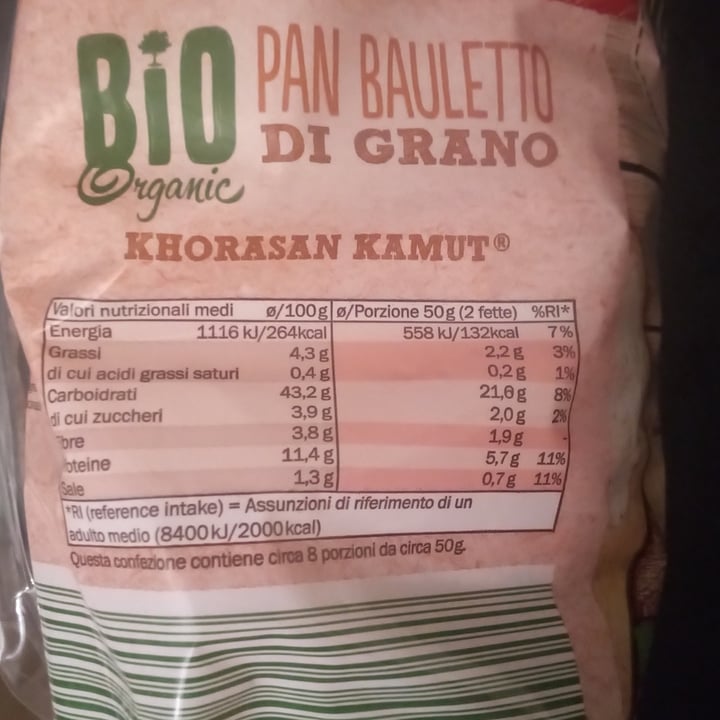 BiO
Organic
PAN BAULETTO
DI GRANO
KHORASAN KAMUT®
Valori nutrizionali medi ø/100g ø/Porzione 50g (2 fette) %RI*
Energia 1116 kJ/264kcal 558 kJ/132kcal 7%
Grassi 4,3 g 2,2 g 3%
di cui acidi grassi saturi 0,4 g 0,2 g 1%
Carboidrati 43,2 g 21,6 g 8%
di cui zuccheri 3,9 g 2,0 g 2%
bre 3,8 g 1,9 g -
oteine 11,4 g 5,7 g 11%
Sale 1,3 g 0,7 g 11%
*RI (reference intake) = Assunzioni di riferimento di un
adulto medio (8400 kJ/2000 kcal)
Questa confezione contiene circa 8 porzioni da circa 50g.